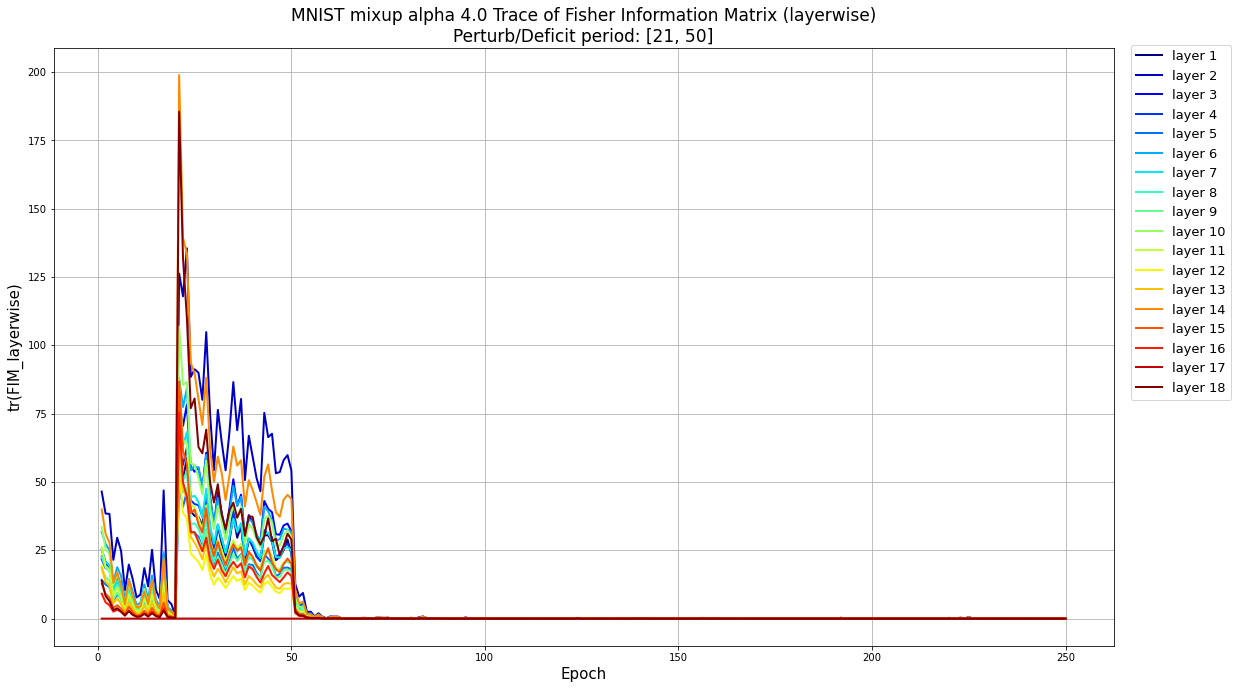 MNIST mixup alpha 4.0 Trace of Fisher Information Matrix (layerwise)
Perturb/Deficit period: [21, 50]
tr(FIM_layerwise)
200
175
150
125
100
75
50
25
0
0
50
100
150
200
250
Epoch
layer 1
layer 2
layer 3
layer 4
layer 5
layer 6
layer 7
layer 8
layer 9
layer 10
layer 11
layer 12
layer 13
layer 14
layer 15
layer 16
layer 17
layer 18